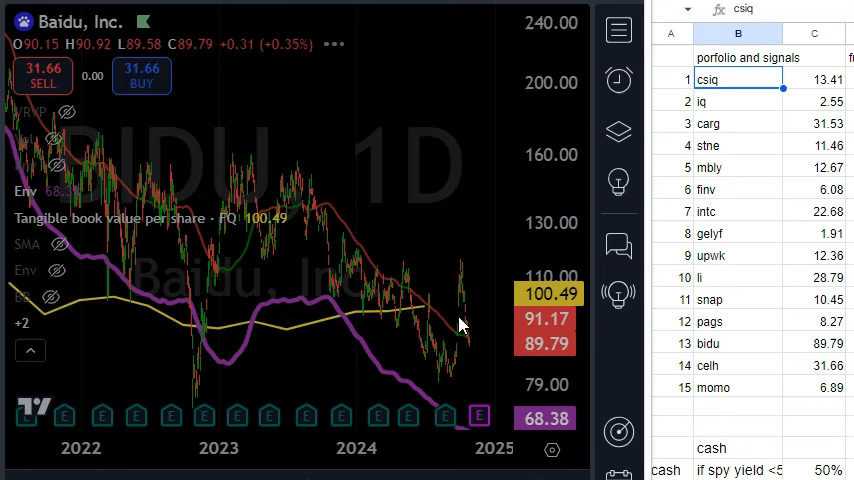 Baidu, Inc.
O90.15 H90.92 L89.58 C89.79 +0.31 (+0.35%)
31.66
SELL
0.00
31.66
BUY
VRVP
Env 68.38
Tangible book value per share · FQ 100.49
SMA
Env
BB
+2
BIDU, 1D
Baidu, Inc.
240.00
200.00
160.00
130.00
110.00
100.49
91.17
89.79
79.00
68.38
E E E E E E E E E E E E
2022 2023 2024 2025
fx csiq
A B C
porfolio and signals
1 csiq 13.41
2 iq 2.55
3 carg 31.53
4 stne 11.46
5 mbly 12.67
6 finv 6.08
7 intc 22.68
8 gelyf 1.91
9 upwk 12.36
10 li 28.79
11 snap 10.45
12 pags 8.27
13 bidu 89.79
14 celh 31.66
15 momo 6.89
cash
cash if spy yield <5 50%